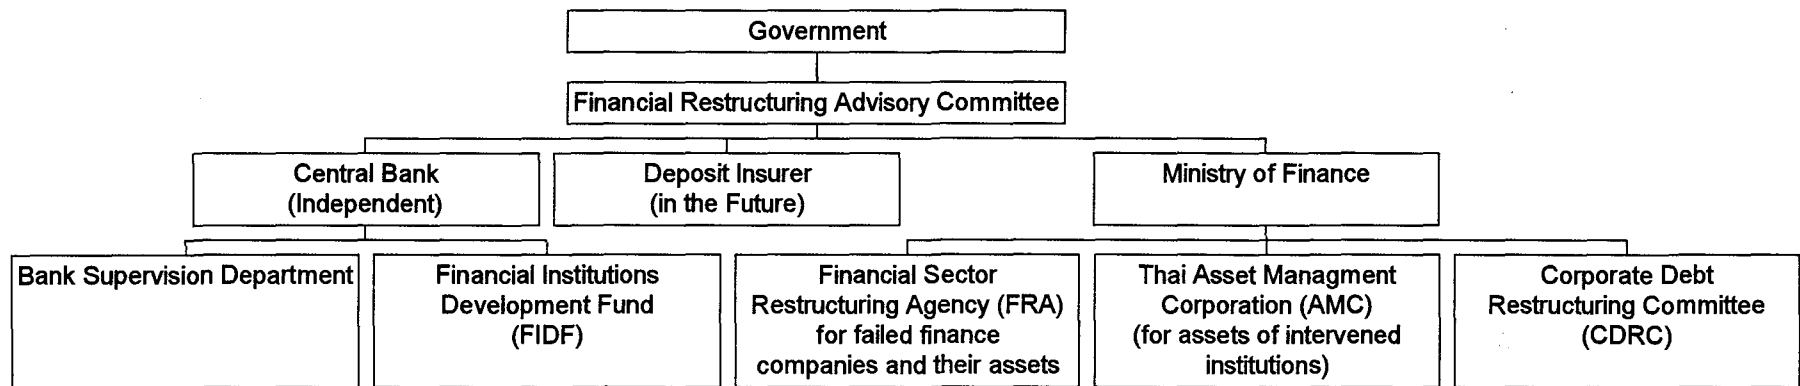 Government
Financial Restructuring Advisory Committee
Central Bank
(Independent)
Deposit Insurer
(in the Future)
Ministry of Finance
Bank Supervision Department
Financial Institutions
Development Fund
(FIDF)
Financial Sector
Restructuring Agency (FRA)
for failed finance
companies and their assets
Thai Asset Managment
Corporation (AMC)
(for assets of intervened
institutions)
Corporate Debt
Restructuring Committee
(CDRC)